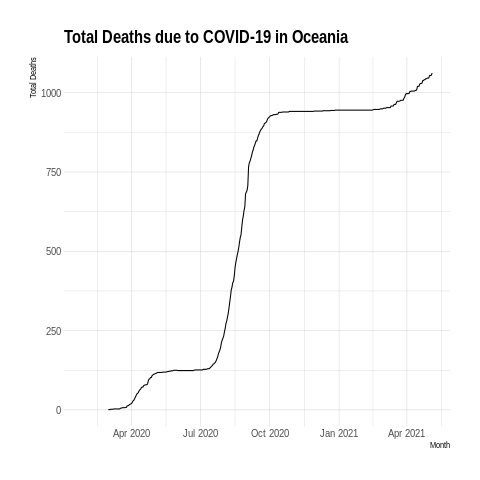 Total Deaths due to COVID-19 in Oceania
Total Deaths
1000
750
500
250
0
Apr 2020 Jul 2020 Oct 2020 Jan 2021 Apr 2021
Month